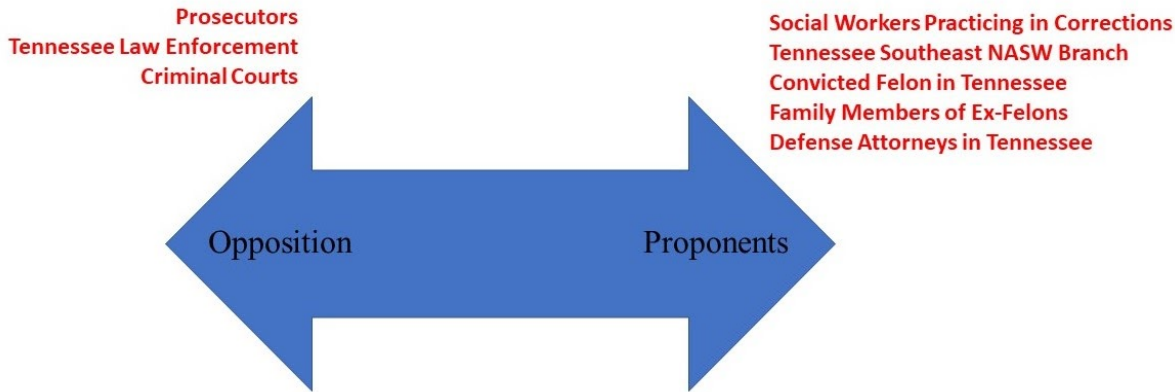 Prosecutors
Tennessee Law Enforcement
Criminal Courts
Social Workers Practicing in Corrections
Tennessee Southeast NASW Branch
Convicted Felon in Tennessee
Family Members of Ex-Felons
Defense Attorneys in Tennessee
Opposition
Proponents